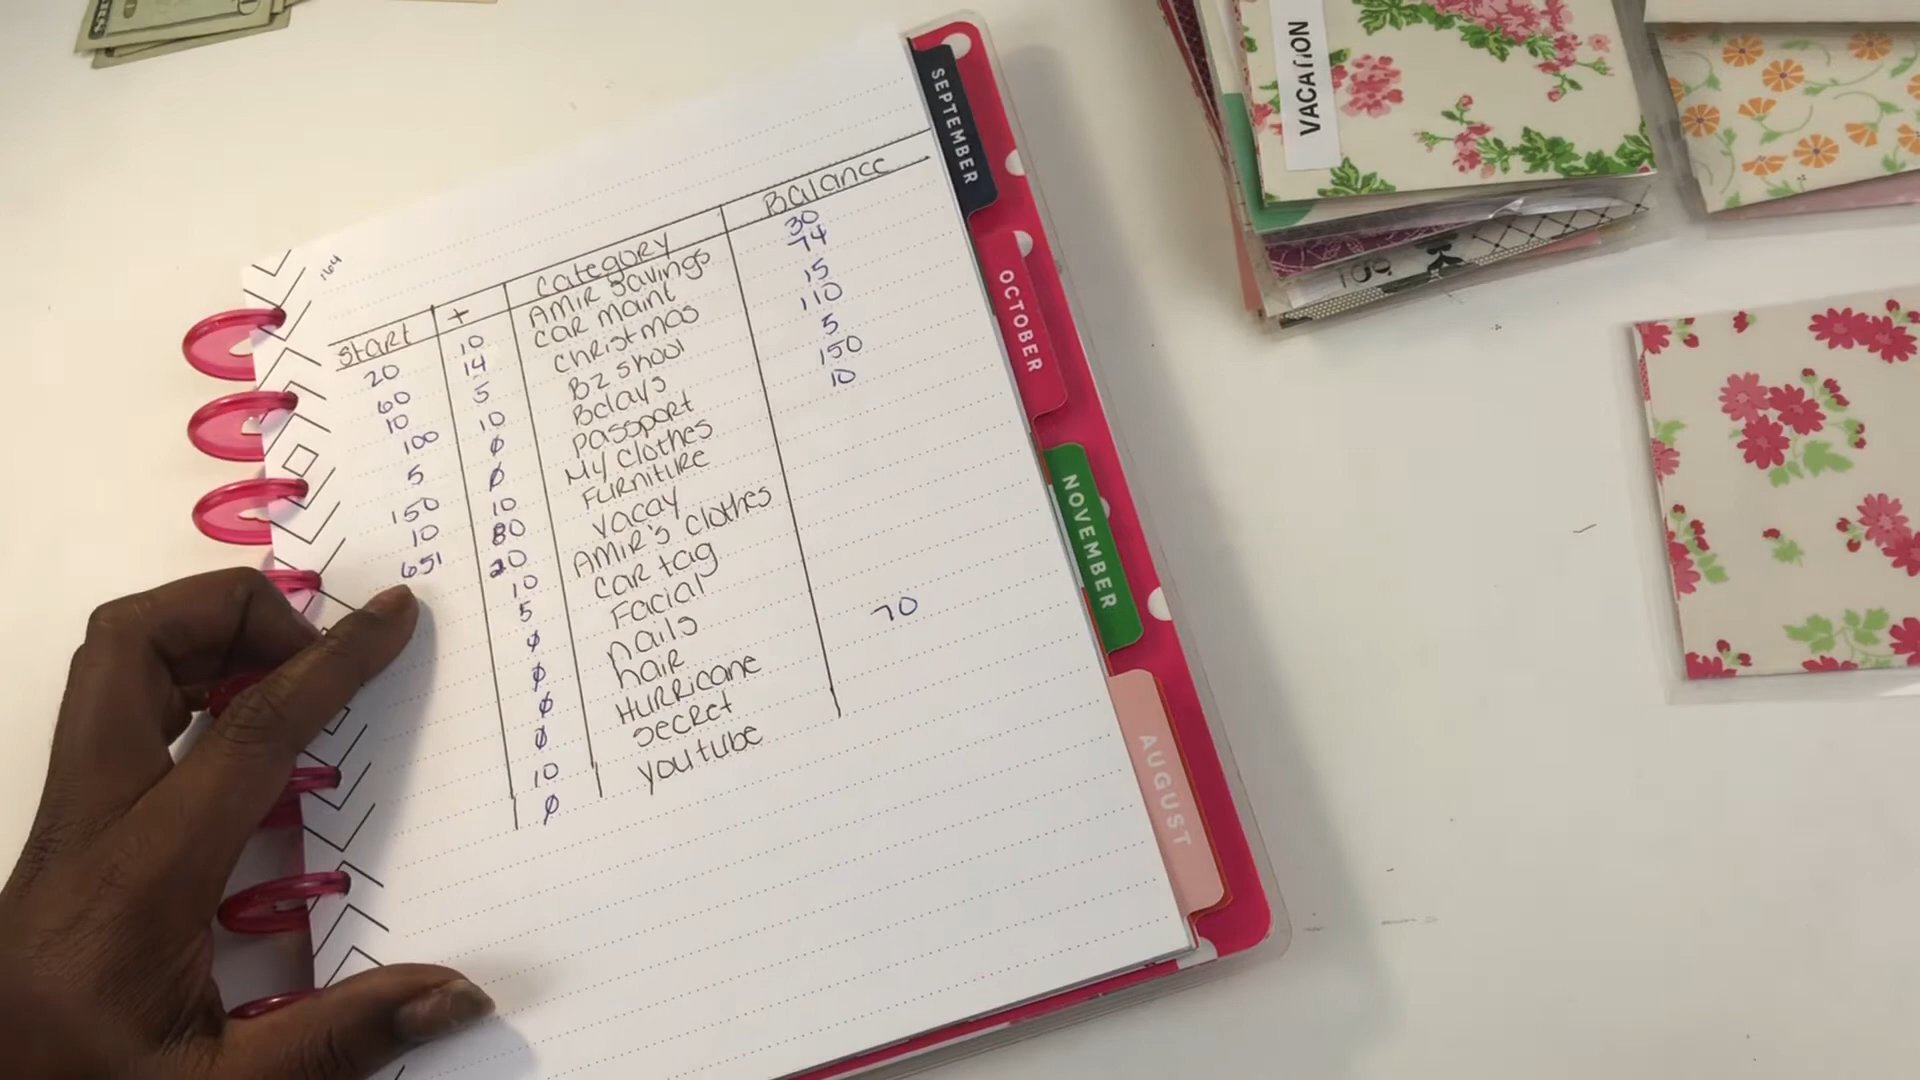 164
START + Category Balance
20 10 AMIR Savings 30
60 14 CAR Maint 74
10 5 Christmas 15
100 10 B2 Shool 110
5 ∅ Bdays 5
150 ∅ Passport 150
10 10 My Clothes 10
651 80 FURNITURE
20 vacay
10 AMIR'S Clothes
5 CAR tag
∅ Facial
∅ nails 70
∅ hair
∅ HURRicane
10 SecRet
∅ youtube
SEPTEMBER
OCTOBER
NOVEMBER
AUGUST
VACATION